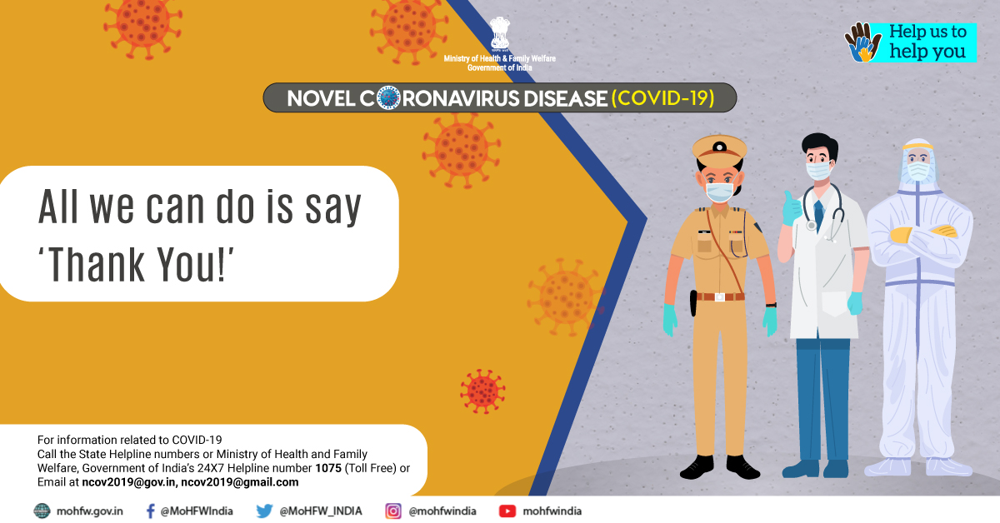 Ministry of Health & Family Welfare
Government of India
Help us to
help you
NOVEL CORONAVIRUS DISEASE (COVID-19)
All we can do is say
‘Thank You!’
For information related to COVID-19
Call the State Helpline numbers or Ministry of Health and Family
Welfare, Government of India’s 24X7 Helpline number 1075 (Toll Free) or
Email at ncov2019@gov.in, ncov2019@gmail.com
mohfw.gov.in @MoHFWIndia @MoHFW_INDIA @mohfwindia mohfwindia